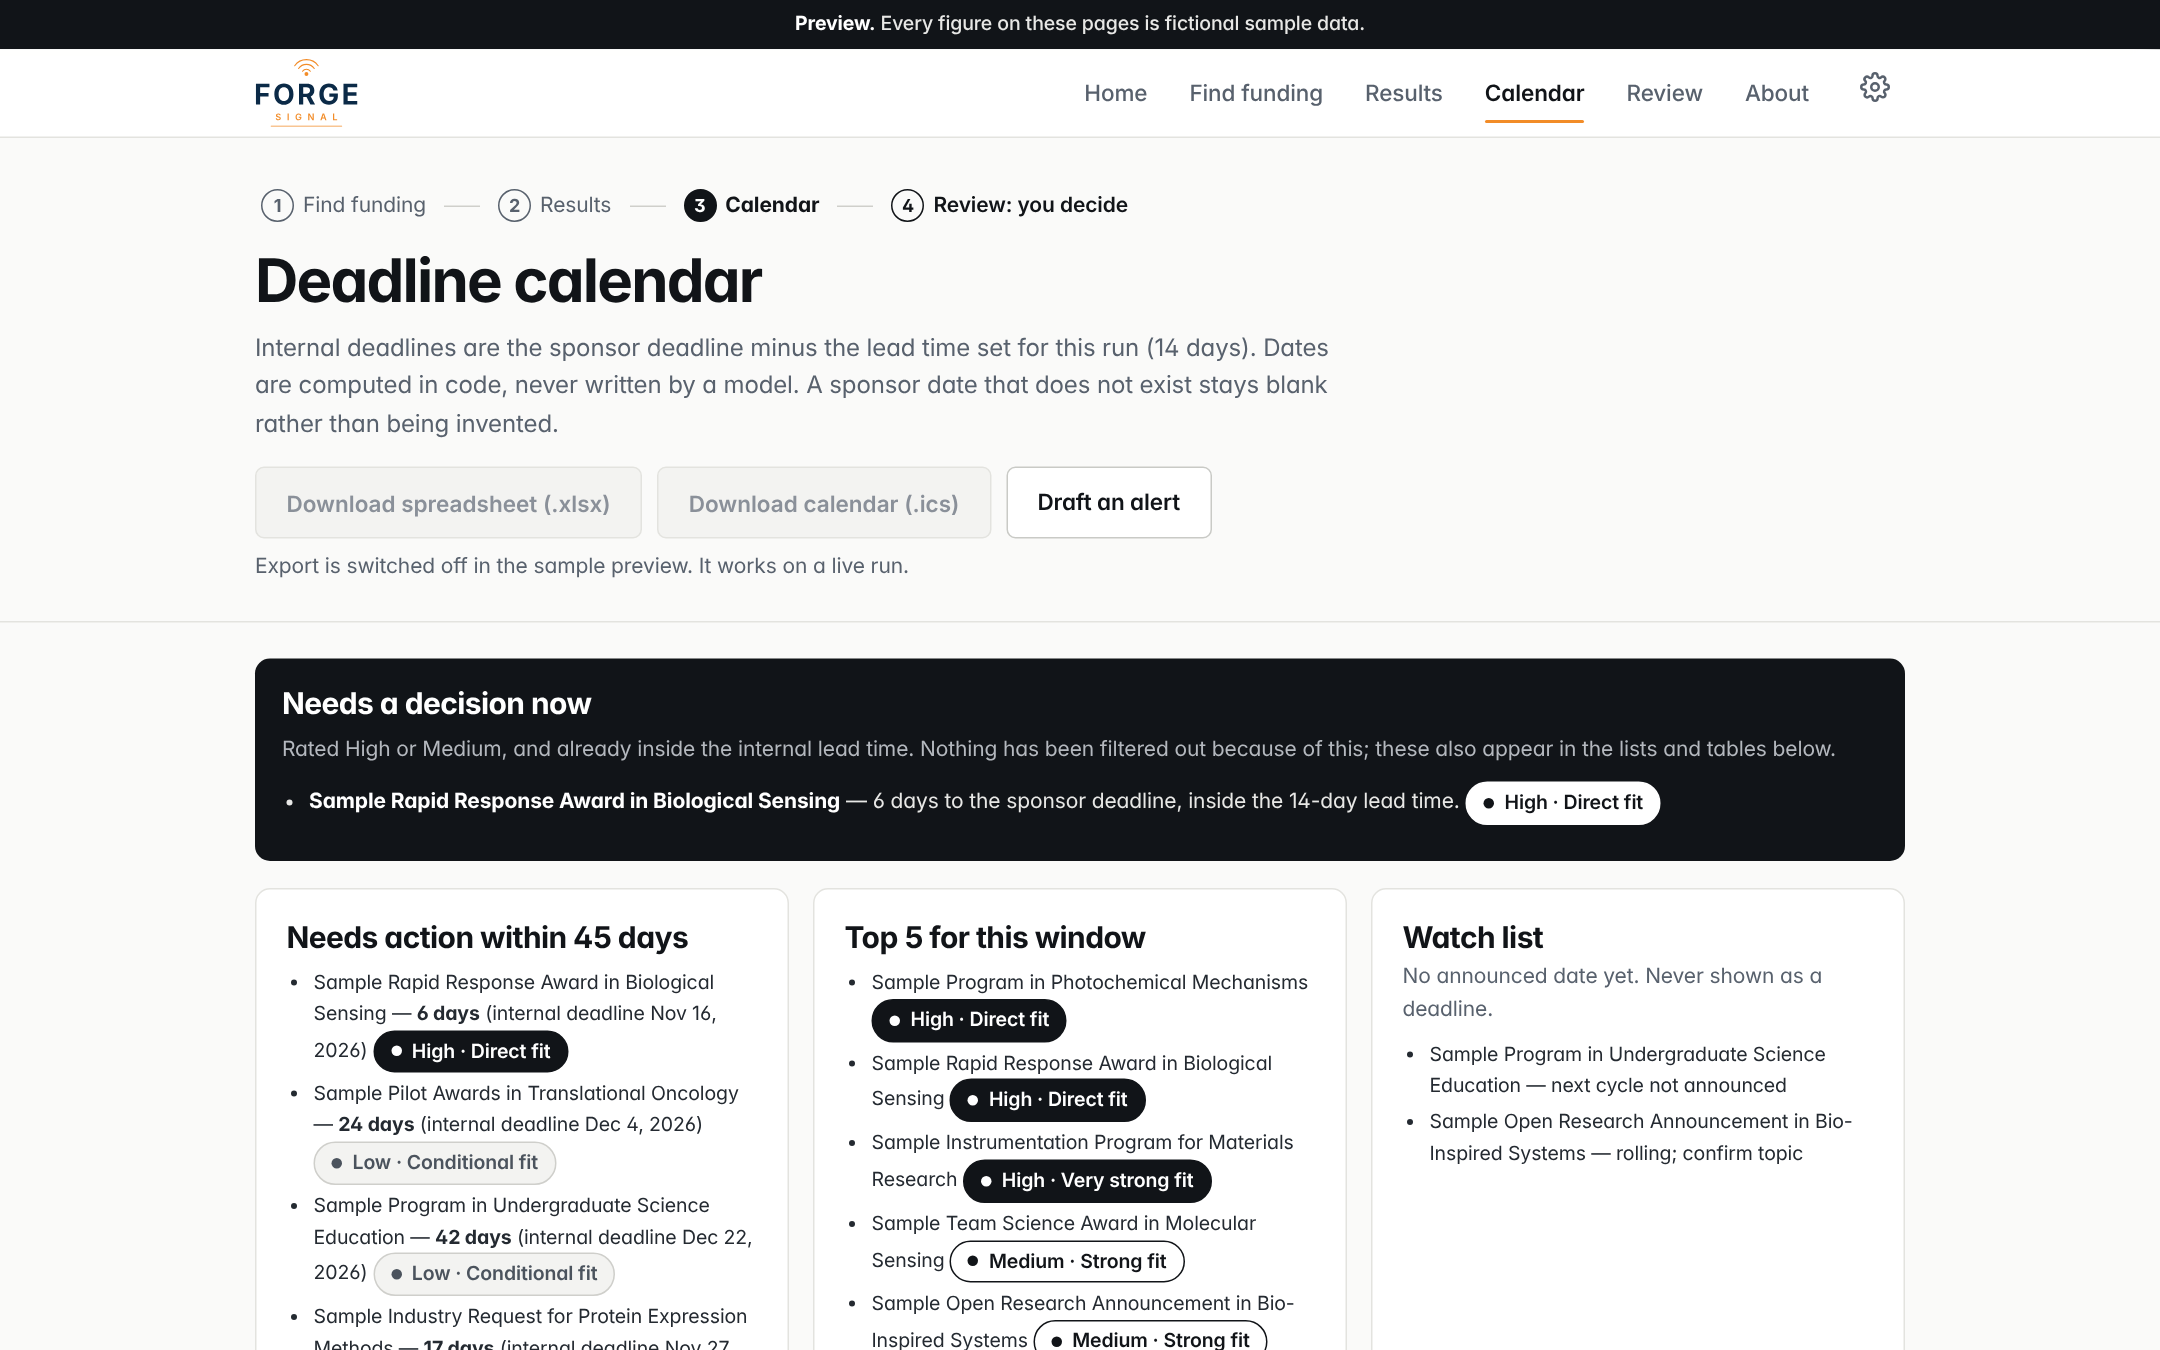 Preview. Every figure on these pages is fictional sample data.
FORGE
SIGNAL
Home
Find funding
Results
Calendar
Review
About
1 Find funding
2 Results
3 Calendar
4 Review: you decide
Deadline calendar
Internal deadlines are the sponsor deadline minus the lead time set for this run (14 days). Dates
are computed in code, never written by a model. A sponsor date that does not exist stays blank
rather than being invented.
Download spreadsheet (.xlsx)
Download calendar (.ics)
Draft an alert
Export is switched off in the sample preview. It works on a live run.
Needs a decision now
Rated High or Medium, and already inside the internal lead time. Nothing has been filtered out because of this; these also appear in the lists and tables below.
• Sample Rapid Response Award in Biological Sensing — 6 days to the sponsor deadline, inside the 14-day lead time. ● High · Direct fit
Needs action within 45 days
• Sample Rapid Response Award in Biological
Sensing — 6 days (internal deadline Nov 16,
2026) ● High · Direct fit
• Sample Pilot Awards in Translational Oncology
— 24 days (internal deadline Dec 4, 2026)
● Low · Conditional fit
• Sample Program in Undergraduate Science
Education — 42 days (internal deadline Dec 22,
2026) ● Low · Conditional fit
• Sample Industry Request for Protein Expression
Methods — 17 days (internal deadline Nov 27
Top 5 for this window
• Sample Program in Photochemical Mechanisms
● High · Direct fit
• Sample Rapid Response Award in Biological
Sensing ● High · Direct fit
• Sample Instrumentation Program for Materials
Research ● High · Very strong fit
• Sample Team Science Award in Molecular
Sensing ● Medium · Strong fit
• Sample Open Research Announcement in Bio-
Inspired Systems ● Medium · Strong fit
Watch list
No announced date yet. Never shown as a
deadline.
• Sample Program in Undergraduate Science
Education — next cycle not announced
• Sample Open Research Announcement in Bio-
Inspired Systems — rolling; confirm topic